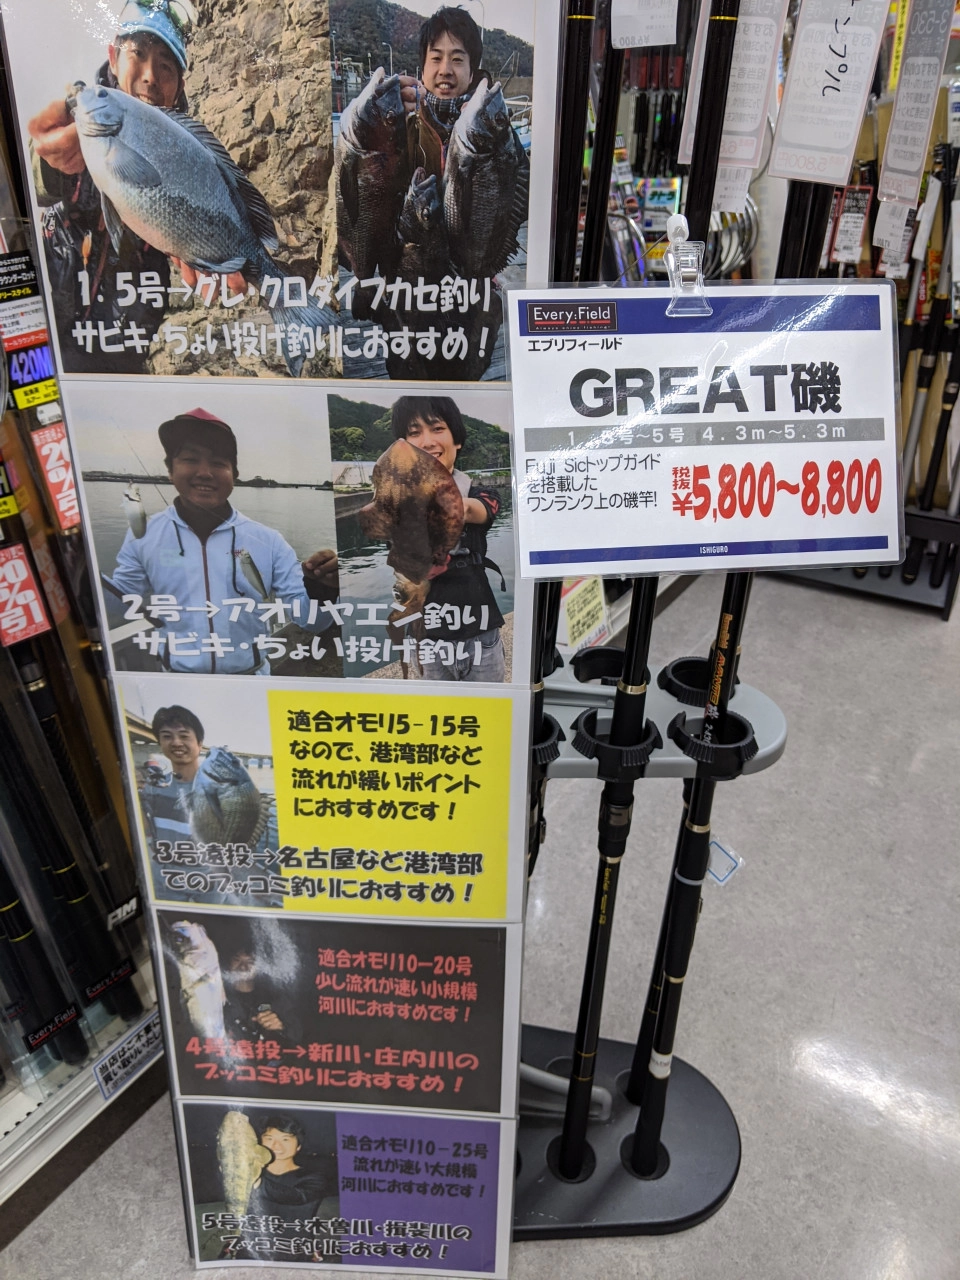 1.5号→グレ・クロダイフカセ釣り
サビキ・ちょい投げ釣りにおすすめ！
2号→アオリヤエン釣り
サビキ・ちょい投げ釣り
適合オモリ5-15号
なので、港湾部など
流れが緩いポイント
におすすめです！
3号遠投→名古屋など港湾部
でのブッコミ釣りにおすすめ！
適合オモリ10ー20号
少し流れが速い小規模
河川におすすめです！
4号遠投→新川・庄内川の
ブッコミ釣りにおすすめ！
適合オモリ10-25号
流れが速い大規模
河川におすすめです！
5号遠投→木曽川・揖斐川の
ブッコミ釣りにおすすめ！
Every.Field
always enjoy fishing!
エブリフィールド
GREAT磯
1.5号～5号 4.3m～5.3m
Fuji Sicトップガイド
を搭載した
ワンランク上の磯竿!
税抜
¥5,800～8,800
ISHIGURO
420M
Every.Field
Every.Field